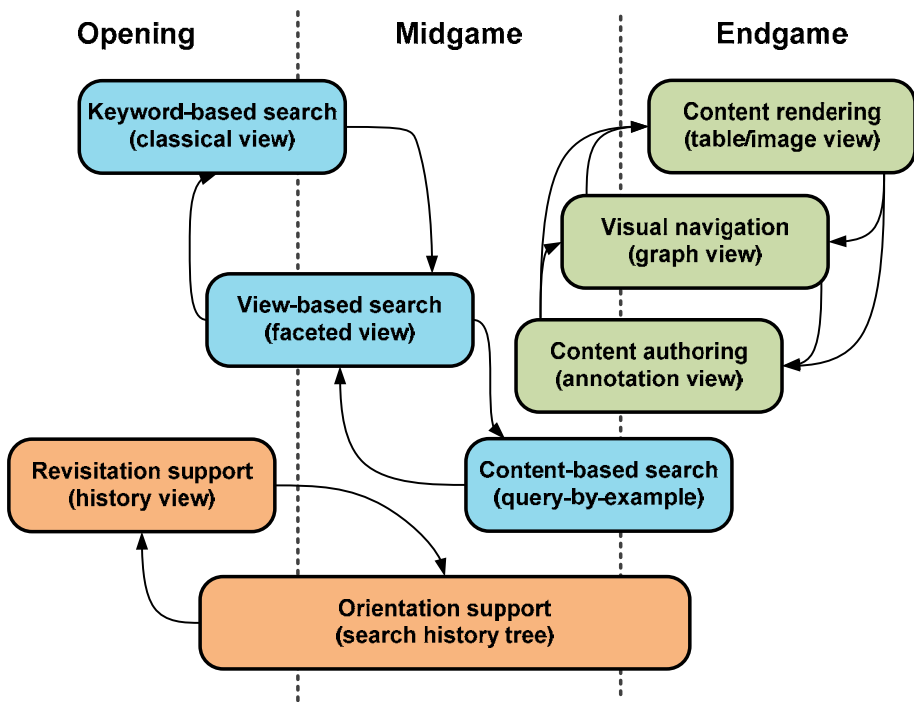 Opening
Midgame
Endgame
Keyword-based search
(classical view)
Content rendering
(table/image view)
Visual navigation
(graph view)
View-based search
(faceted view)
Content authoring
(annotation view)
Revisitation support
(history view)
Content-based search
(query-by-example)
Orientation support
(search history tree)